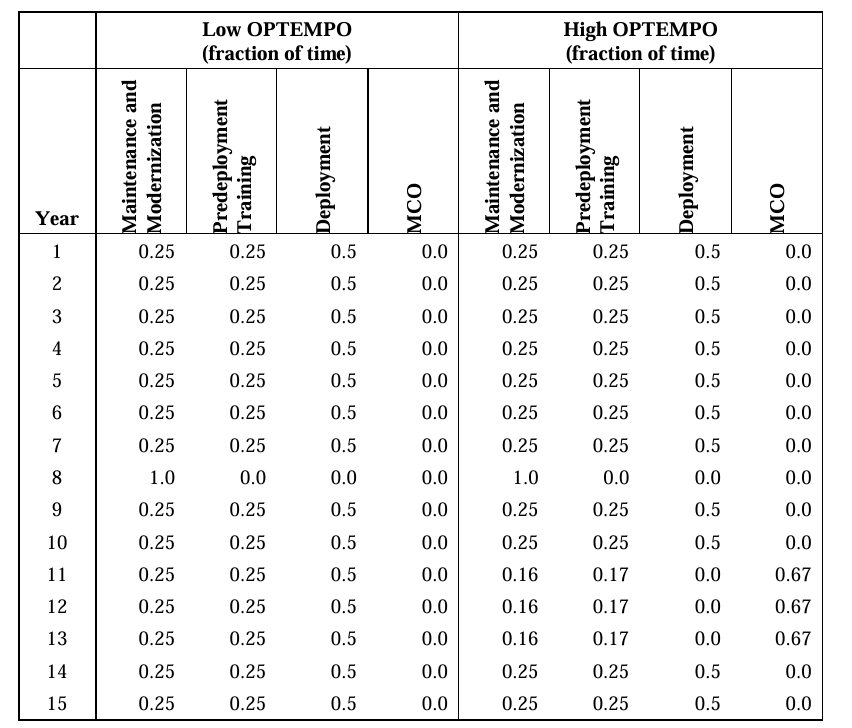 Low OPTEMPO High OPTEMPO
(fraction of time) (fraction of time)
Year Maintenance and Modernization Predeployment Training Deployment MCO Maintenance and Modernization Predeployment Training Deployment MCO
1 0.25 0.25 0.5 0.0 0.25 0.25 0.5 0.0
2 0.25 0.25 0.5 0.0 0.25 0.25 0.5 0.0
3 0.25 0.25 0.5 0.0 0.25 0.25 0.5 0.0
4 0.25 0.25 0.5 0.0 0.25 0.25 0.5 0.0
5 0.25 0.25 0.5 0.0 0.25 0.25 0.5 0.0
6 0.25 0.25 0.5 0.0 0.25 0.25 0.5 0.0
7 0.25 0.25 0.5 0.0 0.25 0.25 0.5 0.0
8 1.0 0.0 0.0 0.0 1.0 0.0 0.0 0.0
9 0.25 0.25 0.5 0.0 0.25 0.25 0.5 0.0
10 0.25 0.25 0.5 0.0 0.25 0.25 0.5 0.0
11 0.25 0.25 0.5 0.0 0.16 0.17 0.0 0.67
12 0.25 0.25 0.5 0.0 0.16 0.17 0.0 0.67
13 0.25 0.25 0.5 0.0 0.16 0.17 0.0 0.67
14 0.25 0.25 0.5 0.0 0.25 0.25 0.5 0.0
15 0.25 0.25 0.5 0.0 0.25 0.25 0.5 0.0